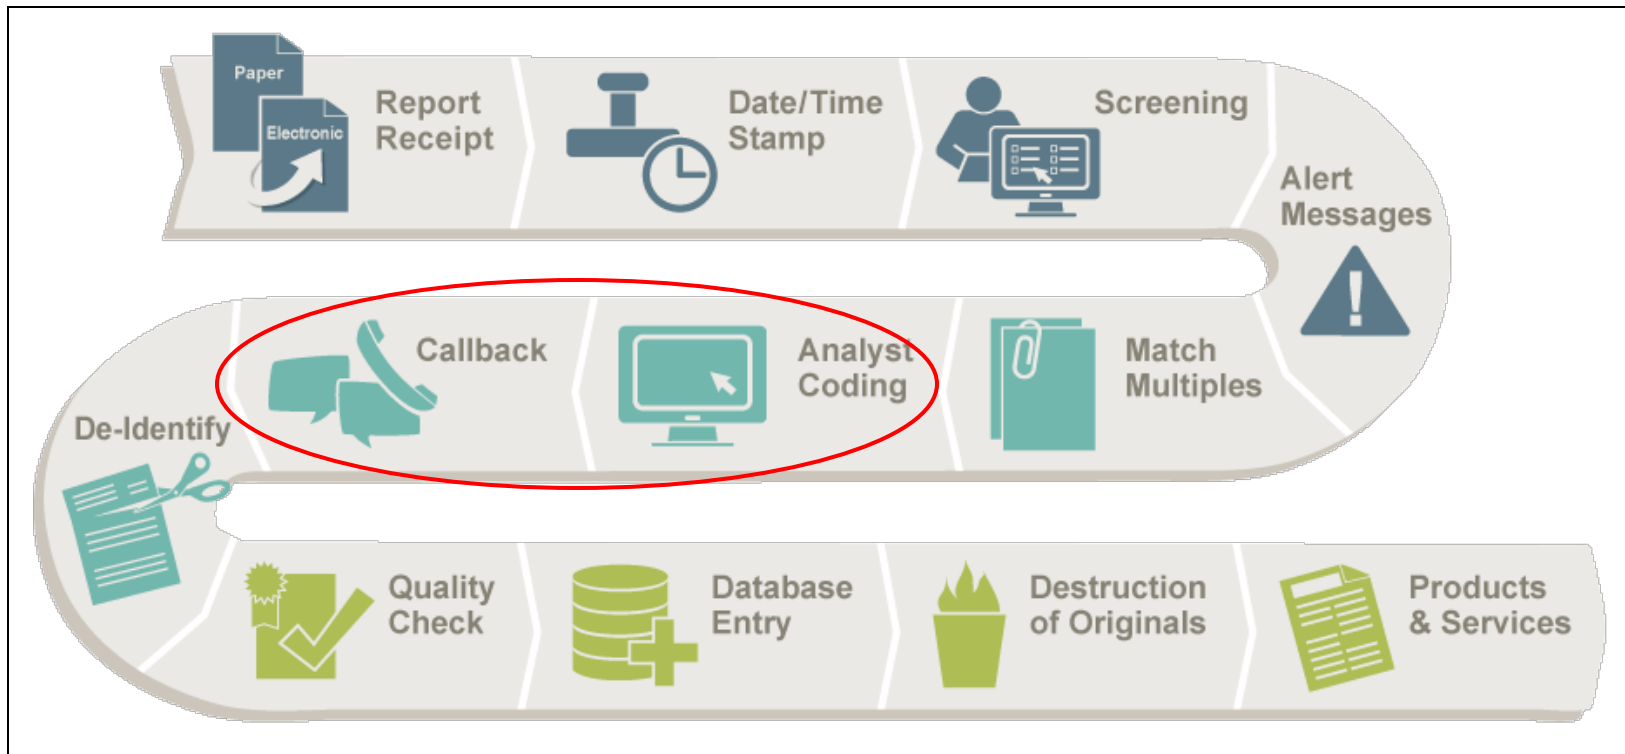 Paper
Electronic
Report
Receipt
Date/Time
Stamp
Screening
Alert
Messages
Match
Multiples
Analyst
Coding
Callback
De-Identify
Quality
Check
Database
Entry
Destruction
of Originals
Products
& Services